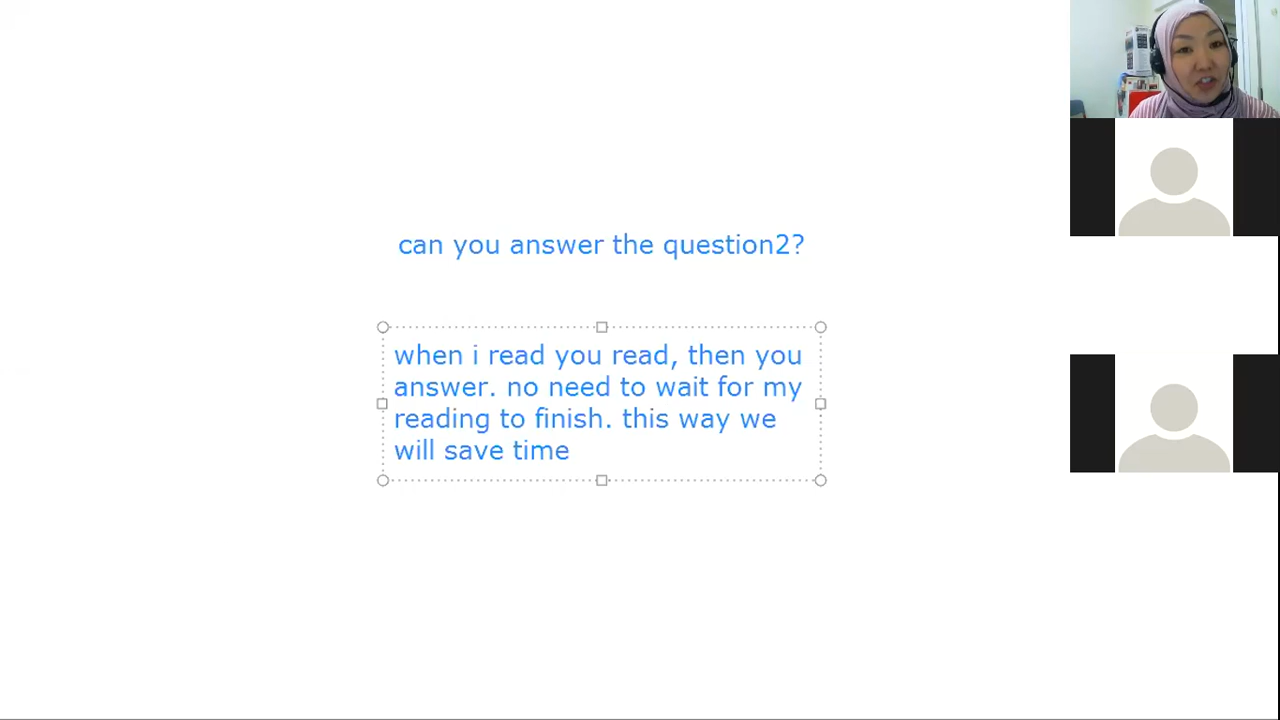 can you answer the question2?
when i read you read, then you
answer. no need to wait for my
reading to finish. this way we
will save time